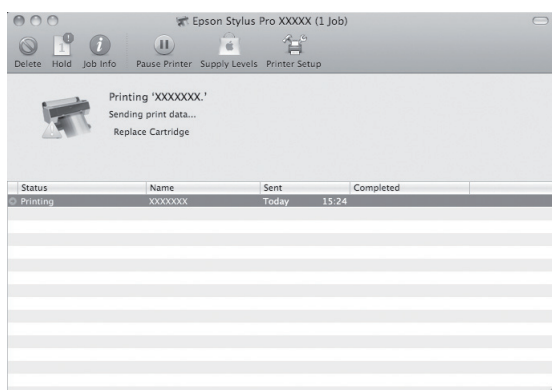 Epson Stylus Pro XXXXX (1 Job)
Delete Hold Job Info Pause Printer Supply Levels Printer Setup
Printing 'XXXXXXX.'
Sending print data...
Replace Cartridge
Status Name Sent Completed
Printing XXXXXXX Today 15:24